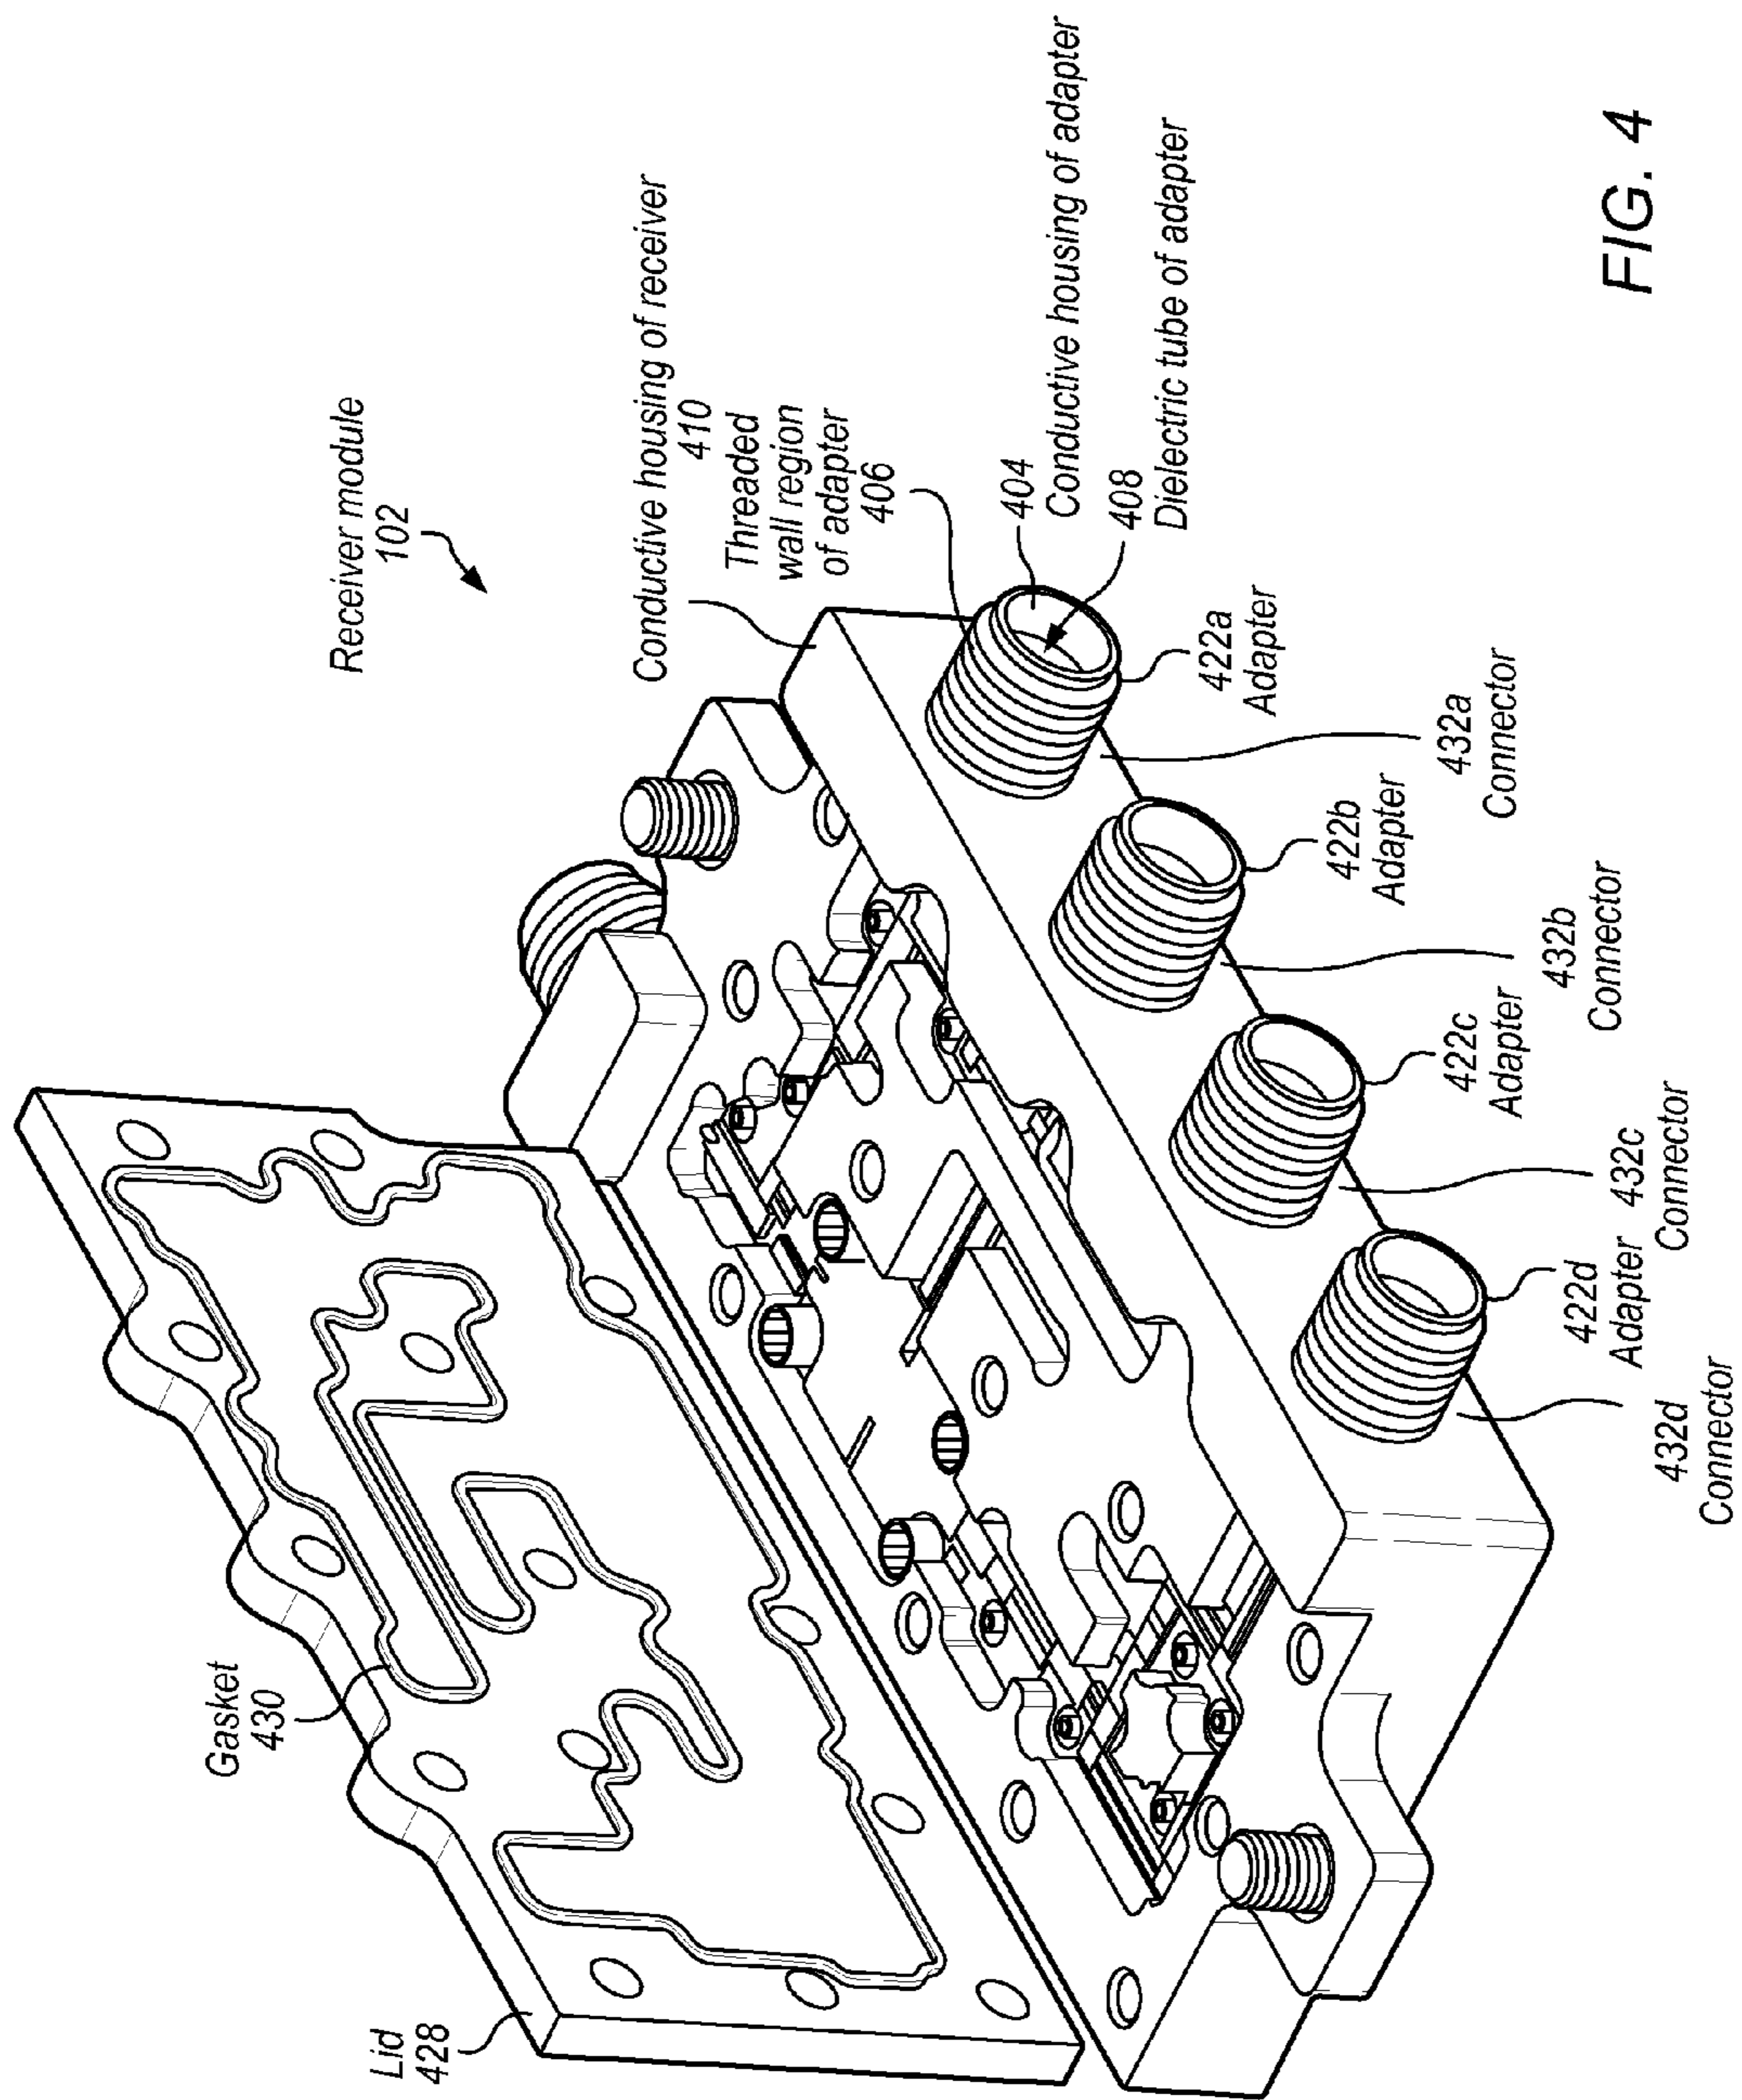 Receiver module
102
Conductive housing of receiver
410
Threaded
wall region
of adapter
406
404
Conductive housing of adapter
408
Dielectric tube of adapter
422a
Adapter
432a
Connector
422b
Adapter
432b
Connector
422c
Adapter
432c
Connector
422d
Adapter
432d
Connector
Gasket
430
Lid
428
FIG. 4